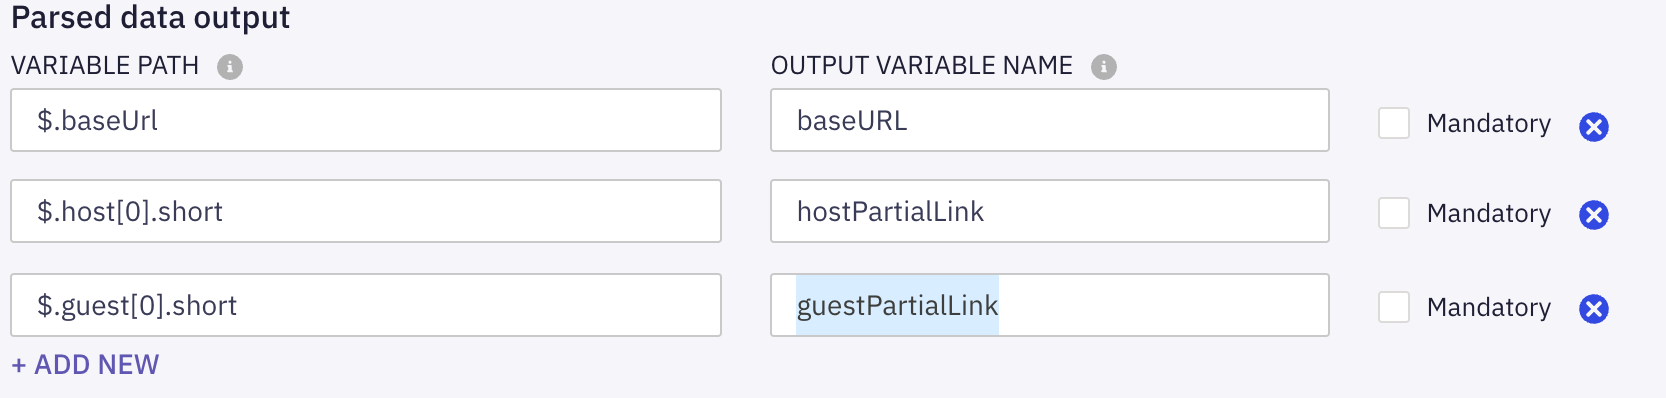 Parsed data output
VARIABLE PATH i OUTPUT VARIABLE NAME i
$.baseUrl baseURL Mandatory
$.host[0].short hostPartialLink Mandatory
$.guest[0].short guestPartialLink Mandatory
+ ADD NEW